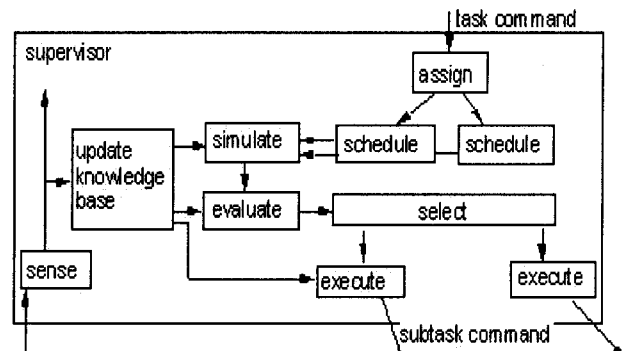 task command
supervisor
assign
simulate
schedule
schedule
update
knowledge
base
evaluate
select
sense
execute
execute
subtask command